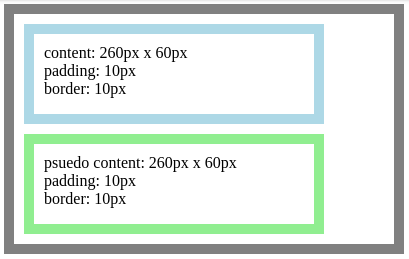 content: 260px x 60px
padding: 10px
border: 10px
psuedo content: 260px x 60px
padding: 10px
border: 10px